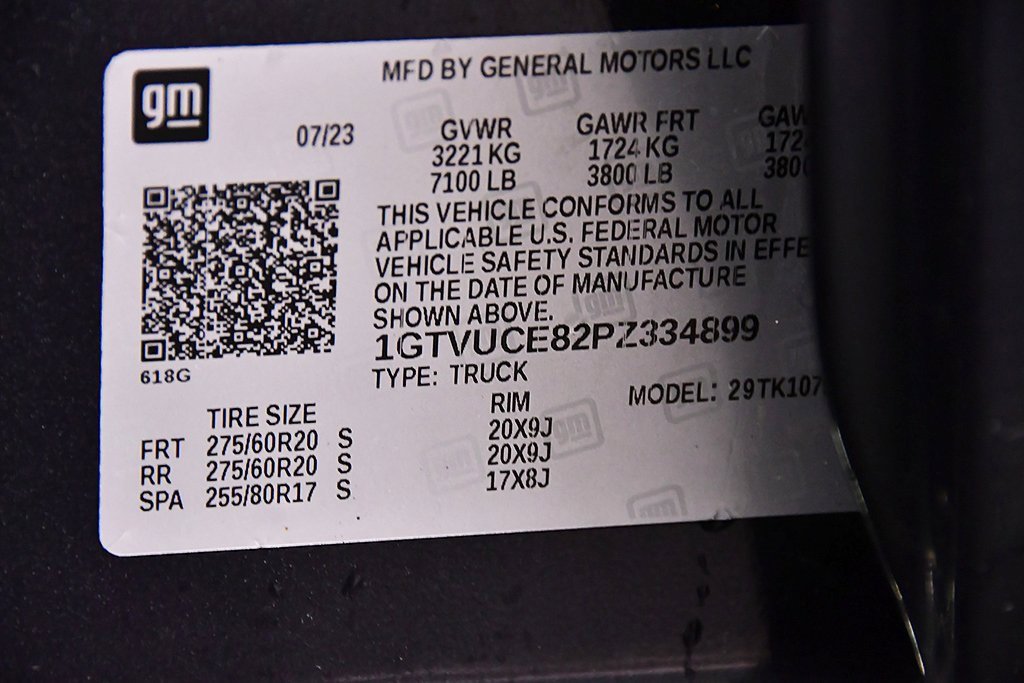 gm
MFD BY GENERAL MOTORS LLC
07/23
GVWR GAWR FRT
3221 KG 1724 KG
7100 LB 3800 LB
THIS VEHICLE CONFORMS TO ALL
APPLICABLE U.S. FEDERAL MOTOR
VEHICLE SAFETY STANDARDS IN EFFE
ON THE DATE OF MANUFACTURE
SHOWN ABOVE.
1GTVUCE82PZ334899
618G
TYPE: TRUCK
MODEL: 29TK107
TIRE SIZE RIM
FRT 275/60R20 S 20X9J
RR 275/60R20 S 20X9J
SPA 255/80R17 S 17X8J